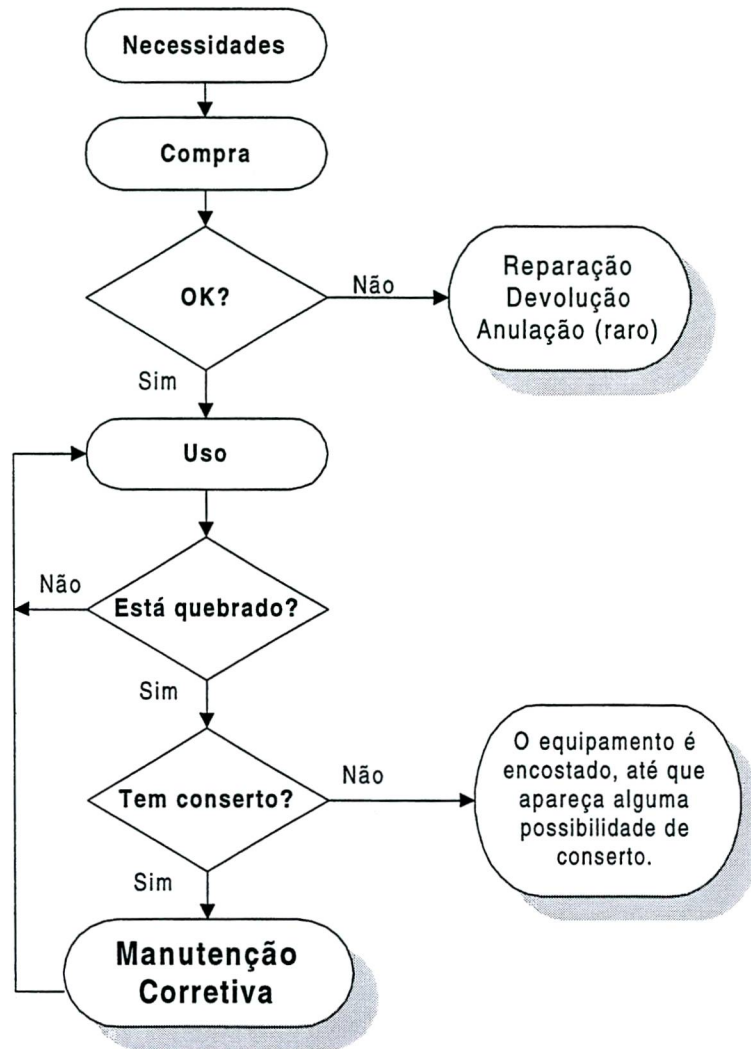 Necessidades
Compra
OK?
Não
Reparação
Devolução
Anulação (raro)
Sim
Uso
Não
Está quebrado?
Sim
Tem conserto?
Não
O equipamento é
encostado, até que
apareça alguma
possibilidade de
conserto.
Sim
Manutenção
Corretiva